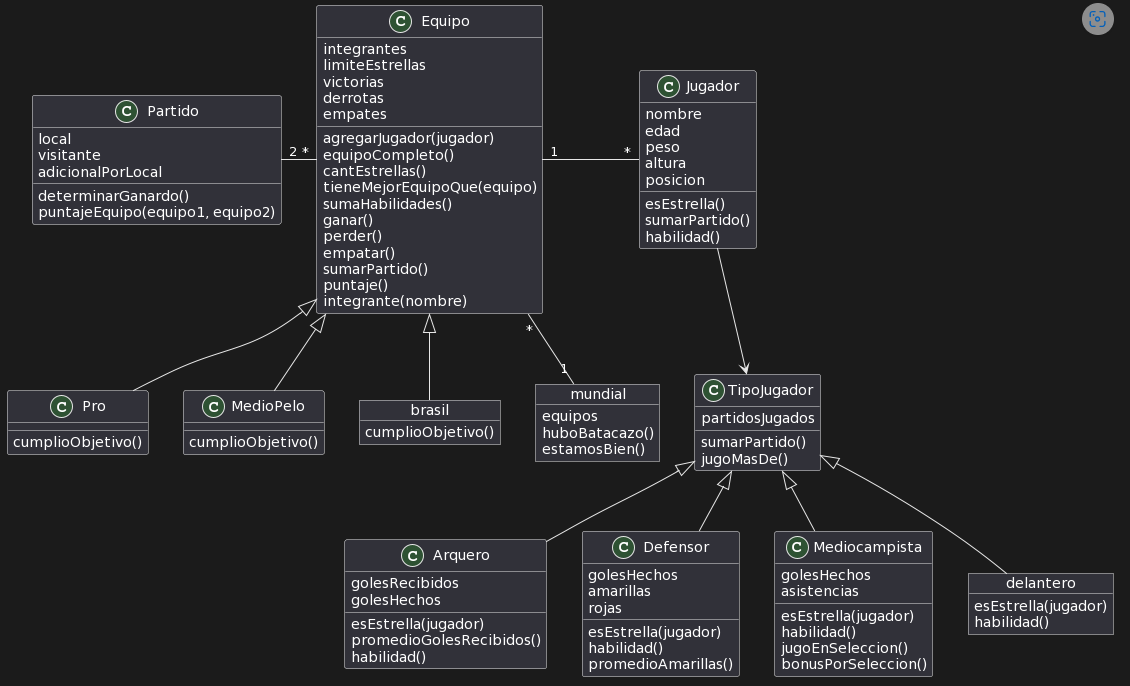 C Equipo
integrantes
limiteEstrellas
victorias
derrotas
empates
agregarJugador(jugador)
equipoCompleto()
cantEstrellas()
tieneMejorEquipoQue(equipo)
sumaHabilidades()
ganar()
perder()
empatar()
sumarPartido()
puntaje()
integrante(nombre)
C Partido
local
visitante
adicionalPorLocal
determinarGanardo()
puntajeEquipo(equipo1, equipo2)
2 *
1 *
C Jugador
nombre
edad
peso
altura
posicion
esEstrella()
sumarPartido()
habilidad()
*
1
C Pro
cumplioObjetivo()
C MedioPelo
cumplioObjetivo()
brasil
cumplioObjetivo()
mundial
equipos
huboBatacazo()
estamosBien()
C TipoJugador
partidosJugados
sumarPartido()
jugoMasDe()
C Arquero
golesRecibidos
golesHechos
esEstrella(jugador)
promedioGolesRecibidos()
habilidad()
C Defensor
golesHechos
amarillas
rojas
esEstrella(jugador)
habilidad()
promedioAmarillas()
C Mediocampista
golesHechos
asistencias
esEstrella(jugador)
habilidad()
jugoEnSeleccion()
bonusPorSeleccion()
delantero
esEstrella(jugador)
habilidad()